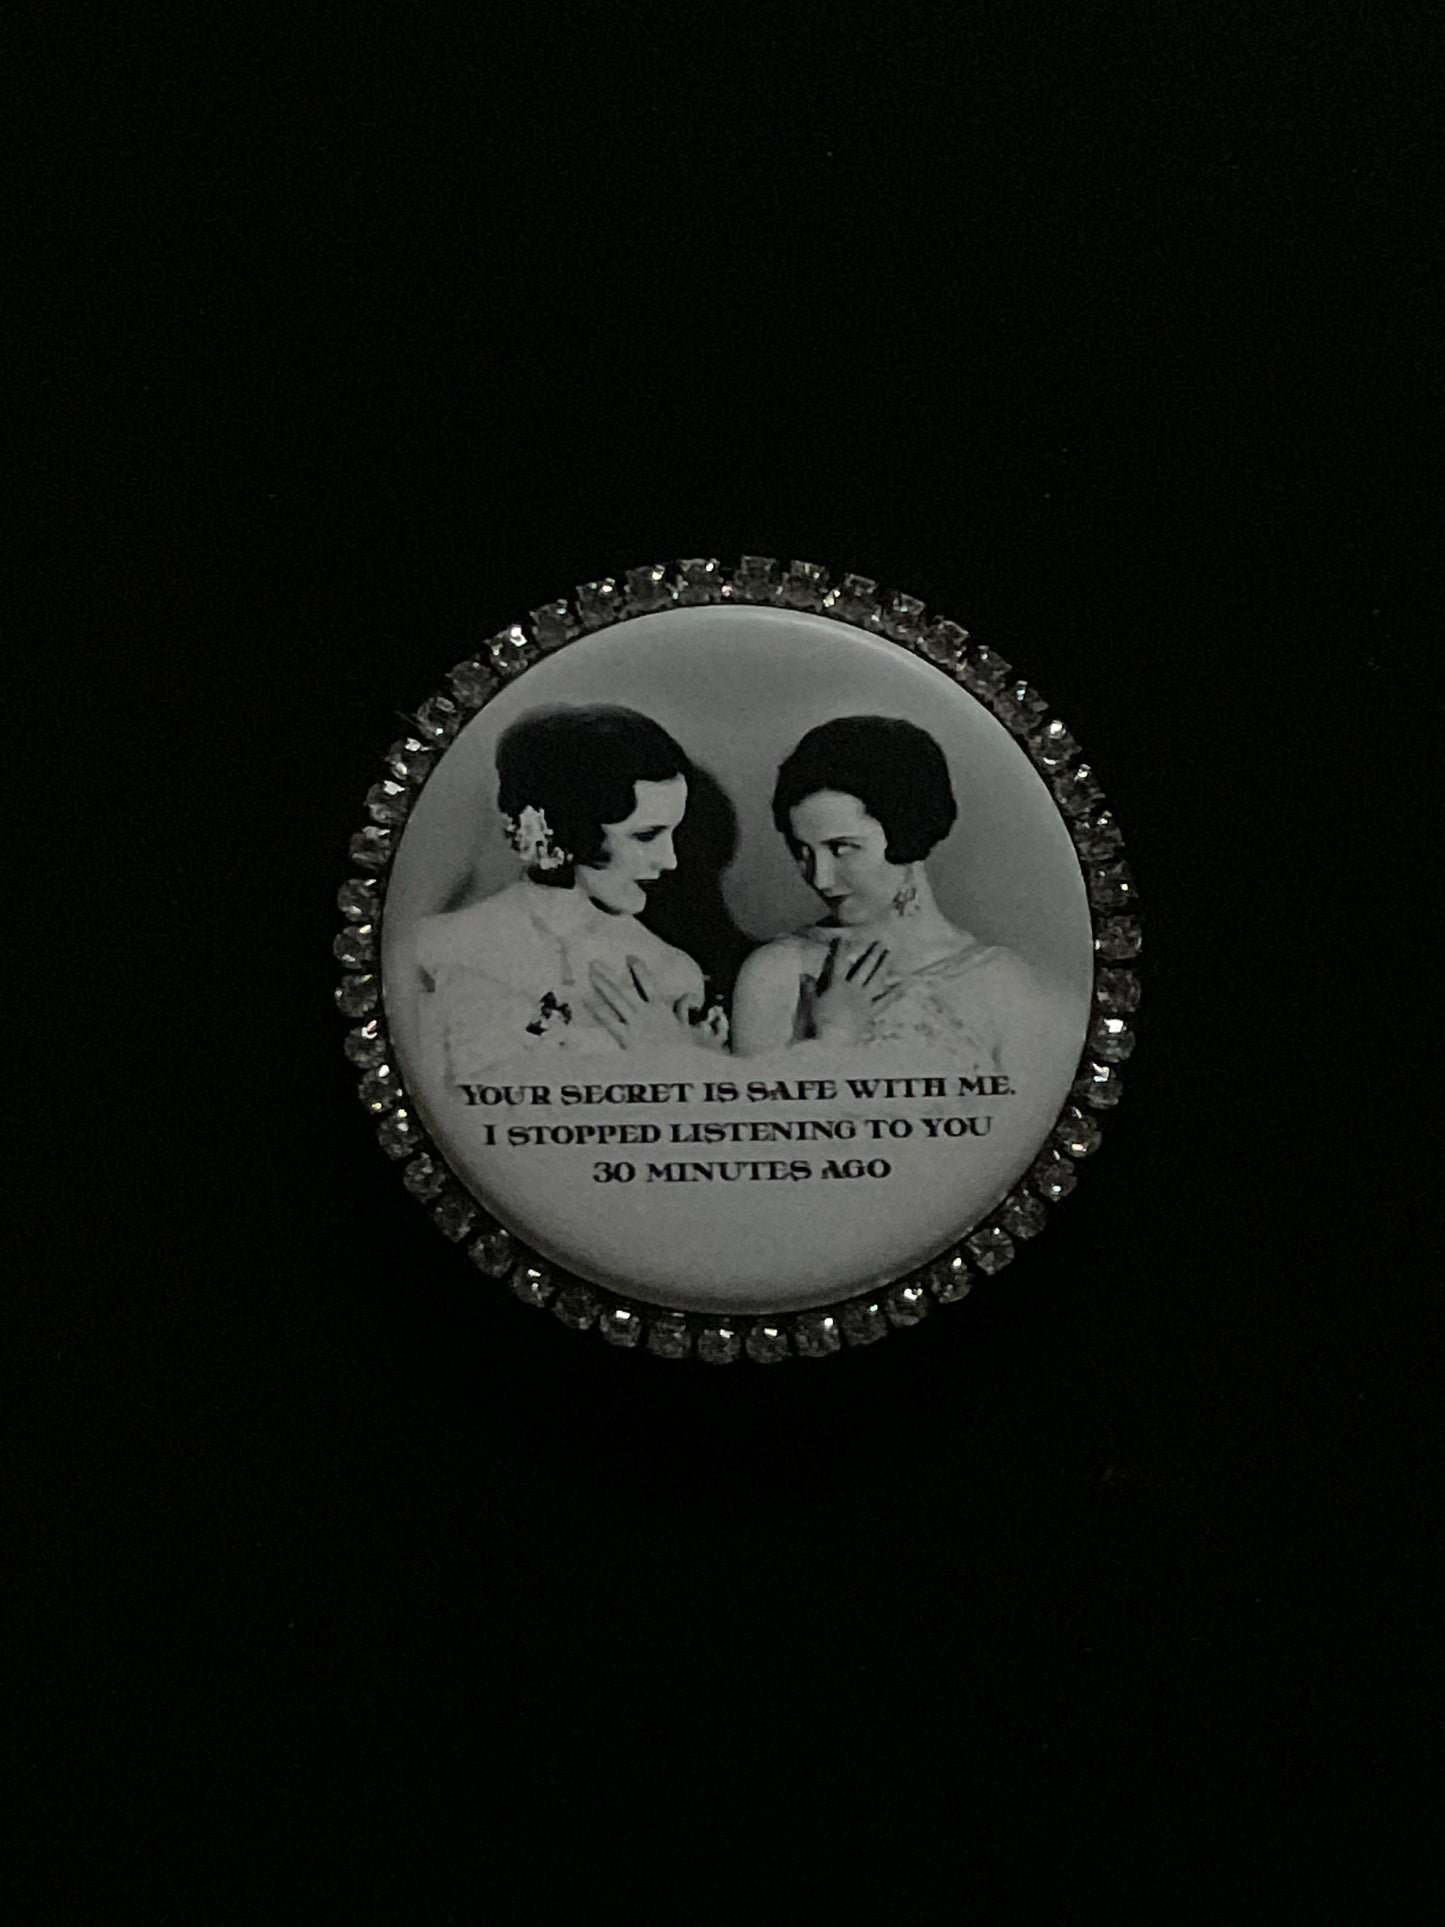 YOUR SECRET IS SAFE WITH ME.
I STOPPED LISTENING TO YOU
30 MINUTES AGO